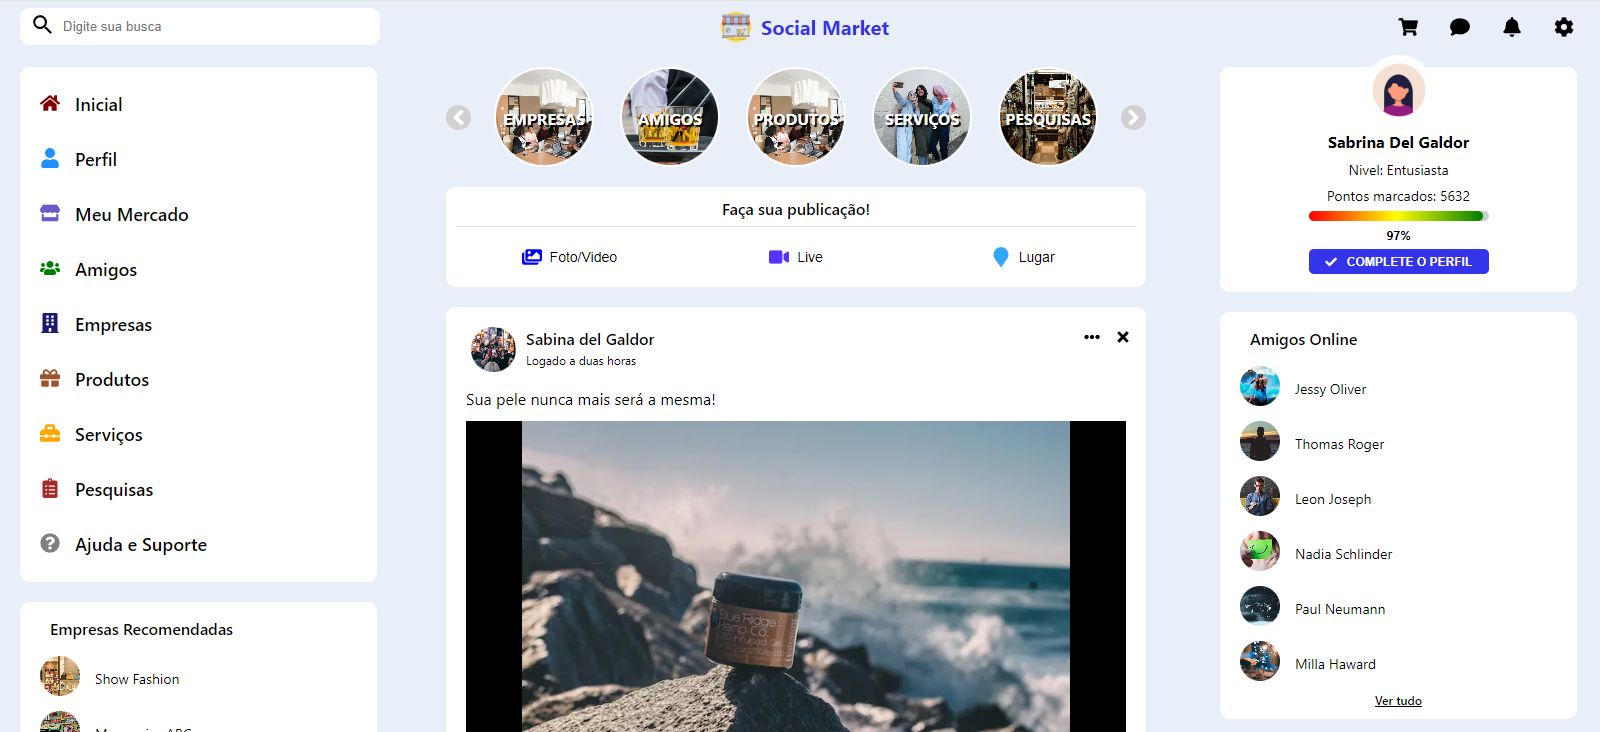 Digite sua busca
Social Market
Inicial
Perfil
Meu Mercado
Amigos
Empresas
Produtos
Serviços
Pesquisas
Ajuda e Suporte
Empresas Recomendadas
Show Fashion
EMPRESAS
AMIGOS
PRODUTOS
SERVIÇOS
PESQUISAS
Faça sua publicação!
Foto/Video
Live
Lugar
Sabina del Galdor
Logado a duas horas
Sua pele nunca mais será a mesma!
Blue Ridge
Hemp Co
Sabrina Del Galdor
Nivel: Entusiasta
Pontos marcados: 5632
97%
COMPLETE O PERFIL
Amigos Online
Jessy Oliver
Thomas Roger
Leon Joseph
Nadia Schlinder
Paul Neumann
Milla Haward
Ver tudo